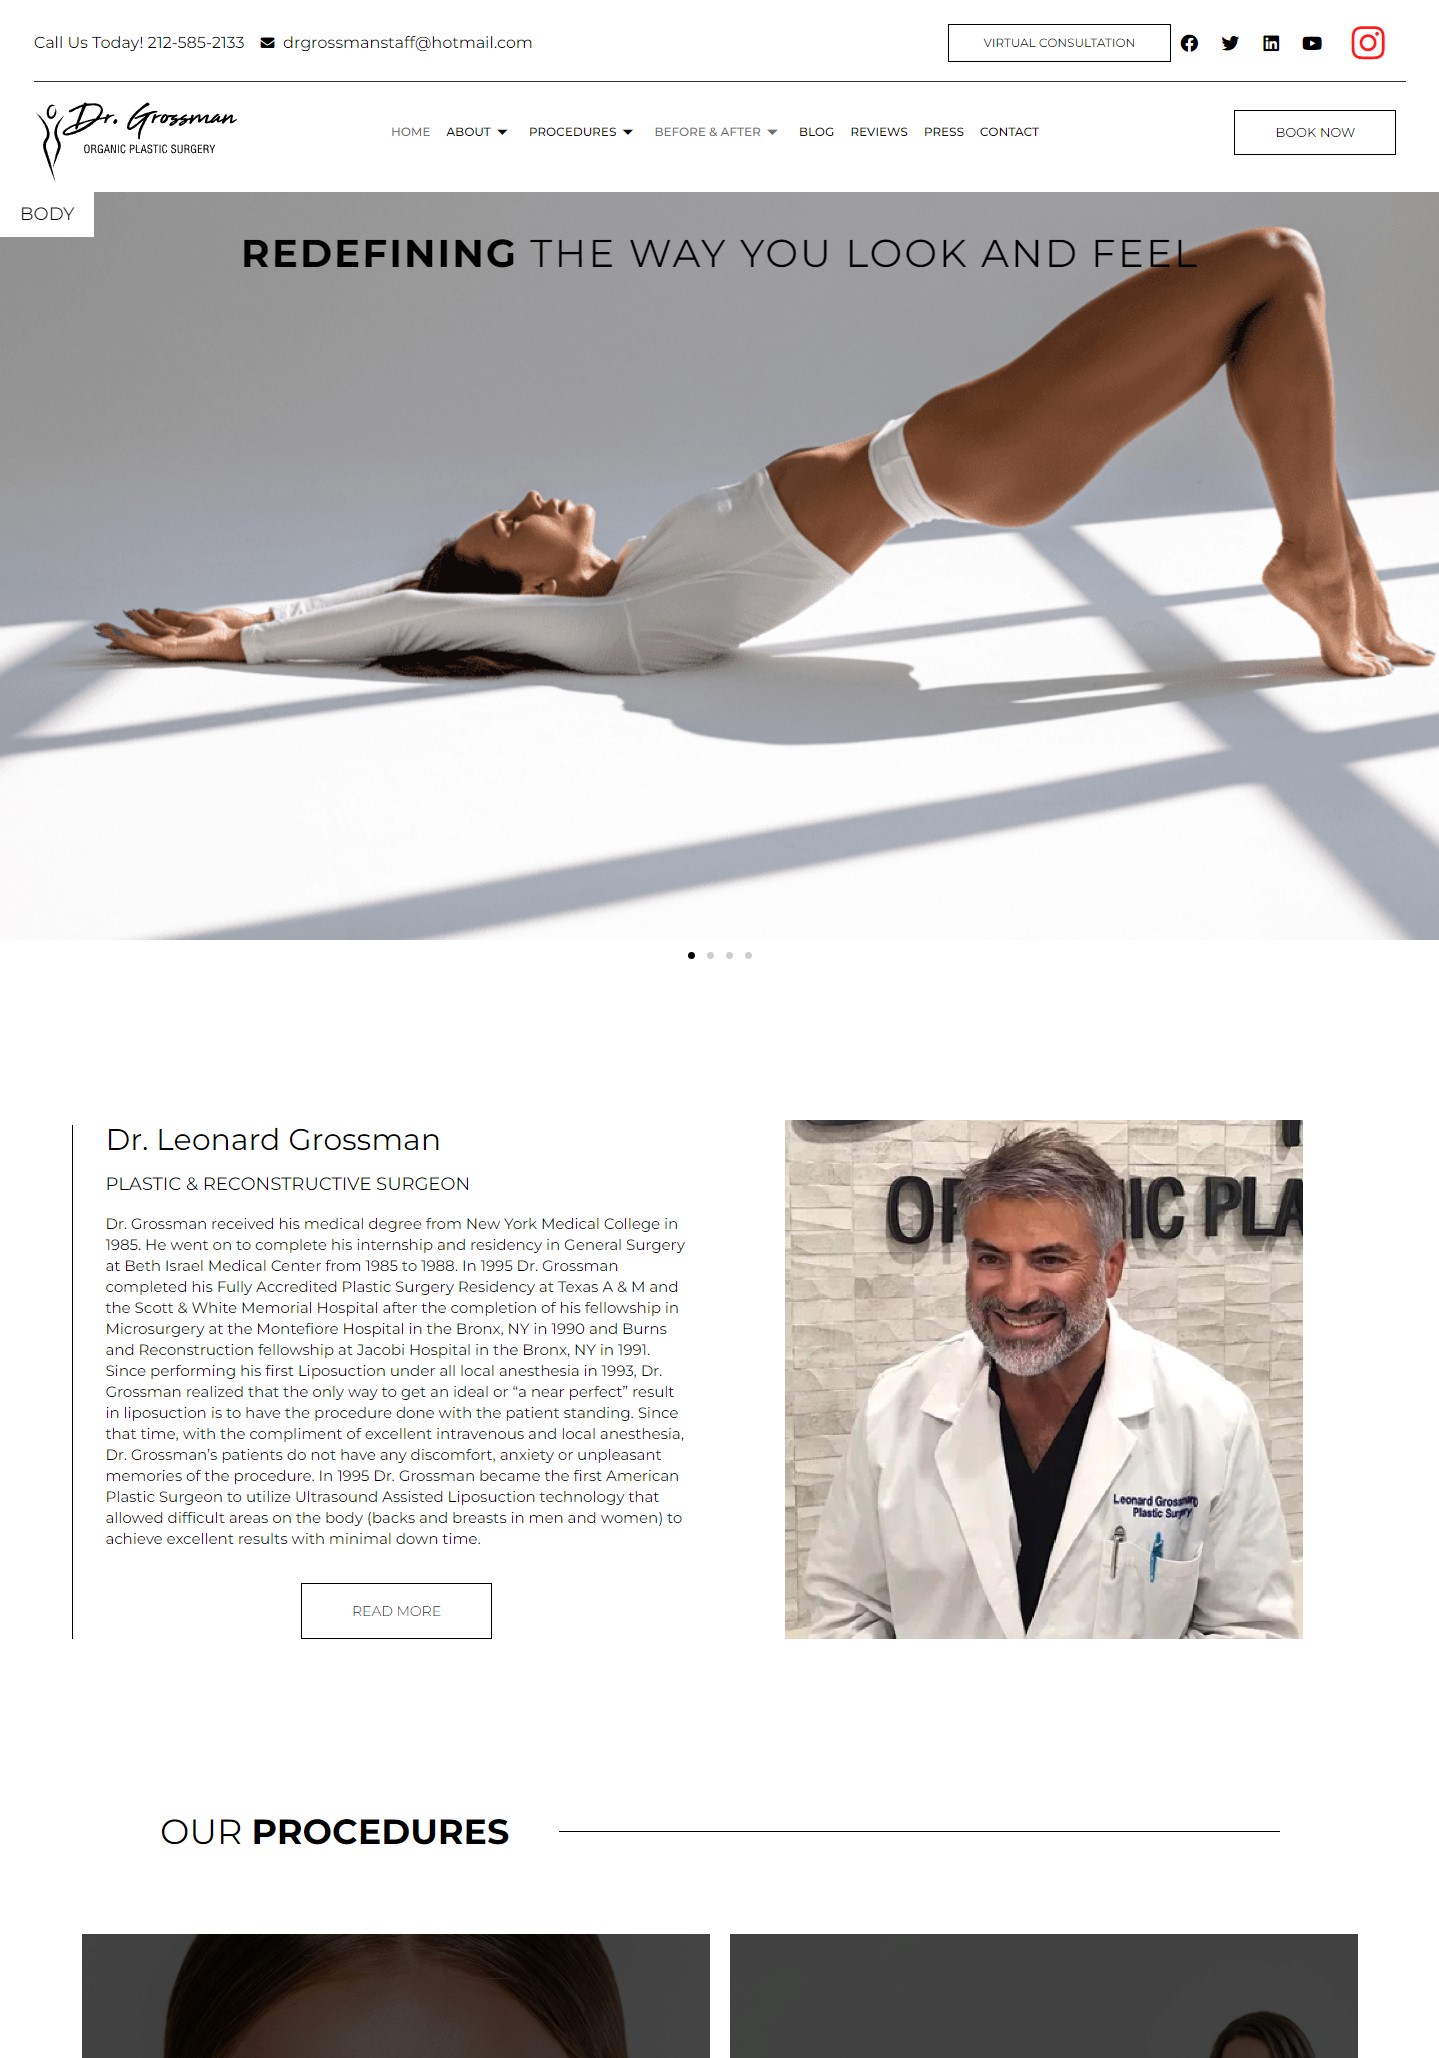 Call Us Today! 212-585-2133 drgrossmanstaff@hotmail.com VIRTUAL CONSULTATION
Dr. Grossman
ORGANIC PLASTIC SURGERY
HOME ABOUT PROCEDURES BEFORE & AFTER BLOG REVIEWS PRESS CONTACT BOOK NOW
BODY
REDEFINING THE WAY YOU LOOK AND FEEL
Dr. Leonard Grossman
PLASTIC & RECONSTRUCTIVE SURGEON
Dr. Grossman received his medical degree from New York Medical College in
1985. He went on to complete his internship and residency in General Surgery
at Beth Israel Medical Center from 1985 to 1988. In 1995 Dr. Grossman
completed his Fully Accredited Plastic Surgery Residency at Texas A & M and
the Scott & White Memorial Hospital after the completion of his fellowship in
Microsurgery at the Montefiore Hospital in the Bronx, NY in 1990 and Burns
and Reconstruction fellowship at Jacobi Hospital in the Bronx, NY in 1991.
Since performing his first Liposuction under all local anesthesia in 1993, Dr.
Grossman realized that the only way to get an ideal or “a near perfect” result
in liposuction is to have the procedure done with the patient standing. Since
that time, with the compliment of excellent intravenous and local anesthesia,
Dr. Grossman’s patients do not have any discomfort, anxiety or unpleasant
memories of the procedure. In 1995 Dr. Grossman became the first American
Plastic Surgeon to utilize Ultrasound Assisted Liposuction technology that
allowed difficult areas on the body (backs and breasts in men and women) to
achieve excellent results with minimal down time.
READ MORE
OR IC PLA
Leonard Grossman
Plastic Surgery
OUR PROCEDURES